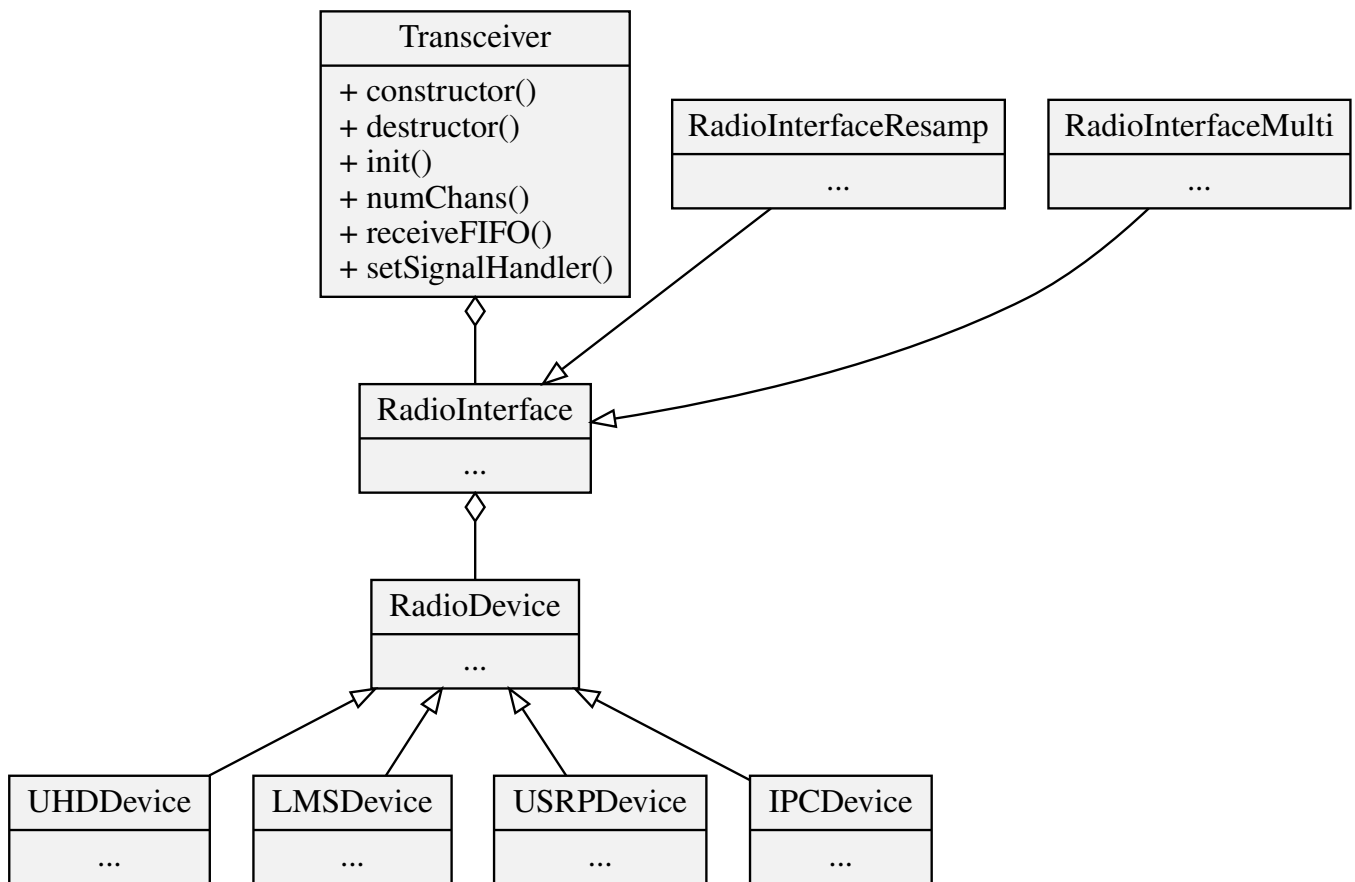 Transceiver
+ constructor()
+ destructor()
+ init()
+ numChans()
+ receiveFIFO()
+ setSignalHandler()
RadioInterfaceResamp
...
RadioInterfaceMulti
...
RadioInterface
...
RadioDevice
...
UHDDevice
...
LMSDevice
...
USRPDevice
...
IPCDevice
...